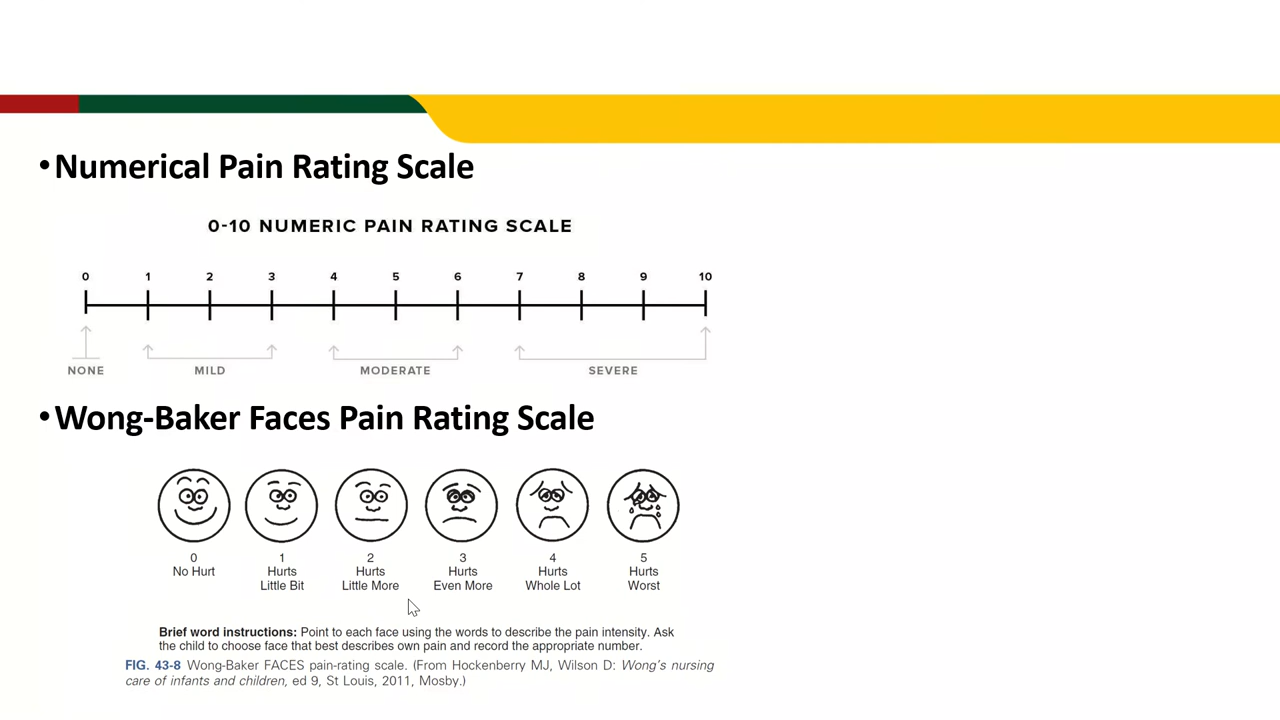 •Numerical Pain Rating Scale
0-10 NUMERIC PAIN RATING SCALE
0 1 2 3 4 5 6 7 8 9 10
NONE MILD MODERATE SEVERE
•Wong-Baker Faces Pain Rating Scale
0 1 2 3 4 5
No Hurt Hurts Hurts Hurts Hurts Hurts
Little Bit Little More Even More Whole Lot Worst
Brief word instructions: Point to each face using the words to describe the pain intensity. Ask
the child to choose face that best describes own pain and record the appropriate number.
FIG. 43-8 Wong-Baker FACES pain-rating scale. (From Hockenberry MJ, Wilson D: Wong's nursing
care of infants and children, ed 9, St Louis, 2011, Mosby.)